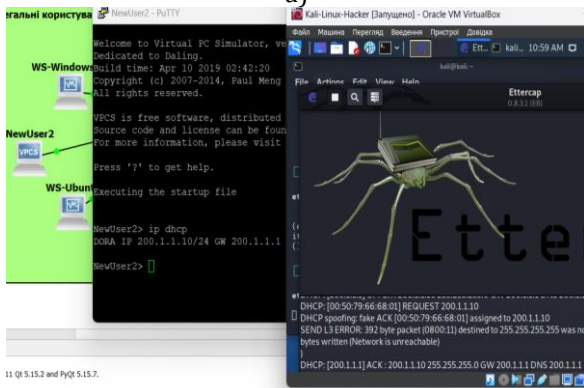 а)
егальні користува
WS-Window
NewUser2
VPCS
WS-Ubun
11 Qt 5.15.2 and PyQt 5.15.7.
NewUser2 - PuTTY
Welcome to Virtual PC Simulator, ve
Dedicated to Daling.
Build time: Apr 10 2019 02:42:20
Copyright (c) 2007-2014, Paul Meng
All rights reserved.
VPCS is free software, distributed
Source code and license can be foun
For more information, please visit
Press '?' to get help.
Executing the startup file
NewUser2> ip dhcp
DORA IP 200.1.1.10/24 GW 200.1.1.1
NewUser2>
Kali-Linux-Hacker [Запущено] - Oracle VM VirtualBox
Файл Машина Перегляд Введення Пристрої Довідка
Ett... kali... 10:59 AM
kali@kali: ~
File Actions Edit View Help
Ettercap
0.8.3.1 (EB)
Ette
DHCP: [00:50:79:66:68:01] REQUEST 200.1.1.10
DHCP spoofing: fake ACK [00:50:79:66:68:01] assigned to 200.1.1.10
SEND L3 ERROR: 392 byte packet (0800:11) destined to 255.255.255.255 was no
bytes written (Network is unreachable)
)
DHCP: [200.1.1.1] ACK : 200.1.1.10 255.255.255.0 GW 200.1.1.1 DNS 200.1.1.1